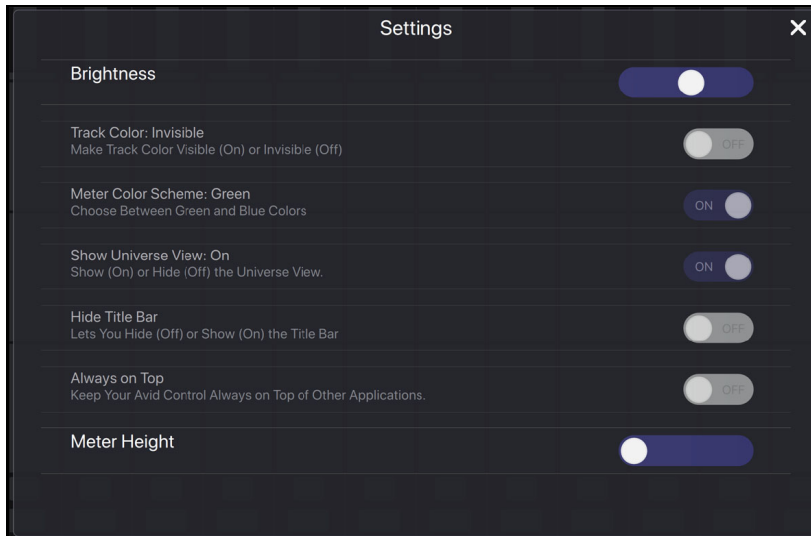 Settings
Brightness
Track Color: Invisible
Make Track Color Visible (On) or Invisible (Off)
OFF
Meter Color Scheme: Green
Choose Between Green and Blue Colors
ON
Show Universe View: On
Show (On) or Hide (Off) the Universe View.
ON
Hide Title Bar
Lets You Hide (Off) or Show (On) the Title Bar
OFF
Always on Top
Keep Your Avid Control Always on Top of Other Applications.
OFF
Meter Height